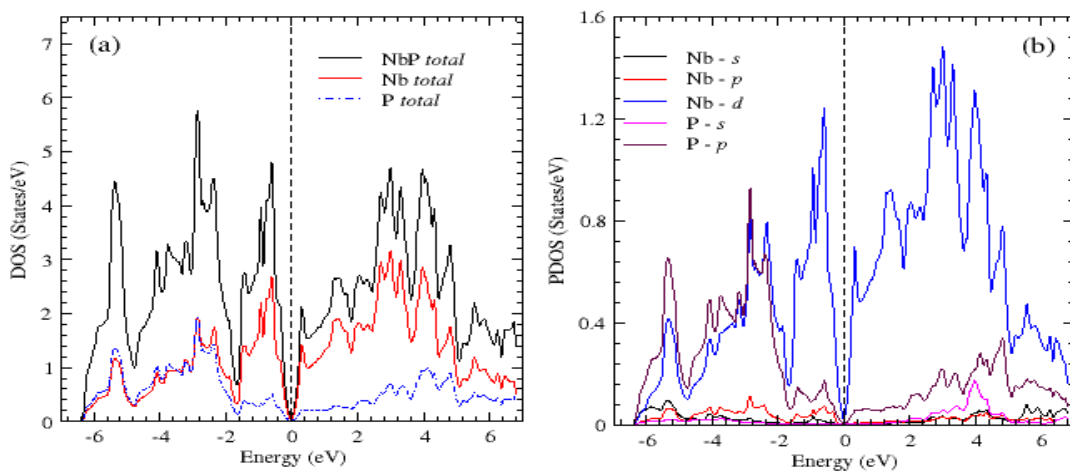 (a)
NbP total
Nb total
P total
DOS (States/eV)
7
6
5
4
3
2
1
0
-6 -4 -2 0 2 4 6
Energy (eV)
(b)
Nb - s
Nb - p
Nb - d
P - s
P - p
PDOS (States/eV)
1.6
1.2
0.8
0.4
0
-6 -4 -2 0 2 4 6
Energy (eV)